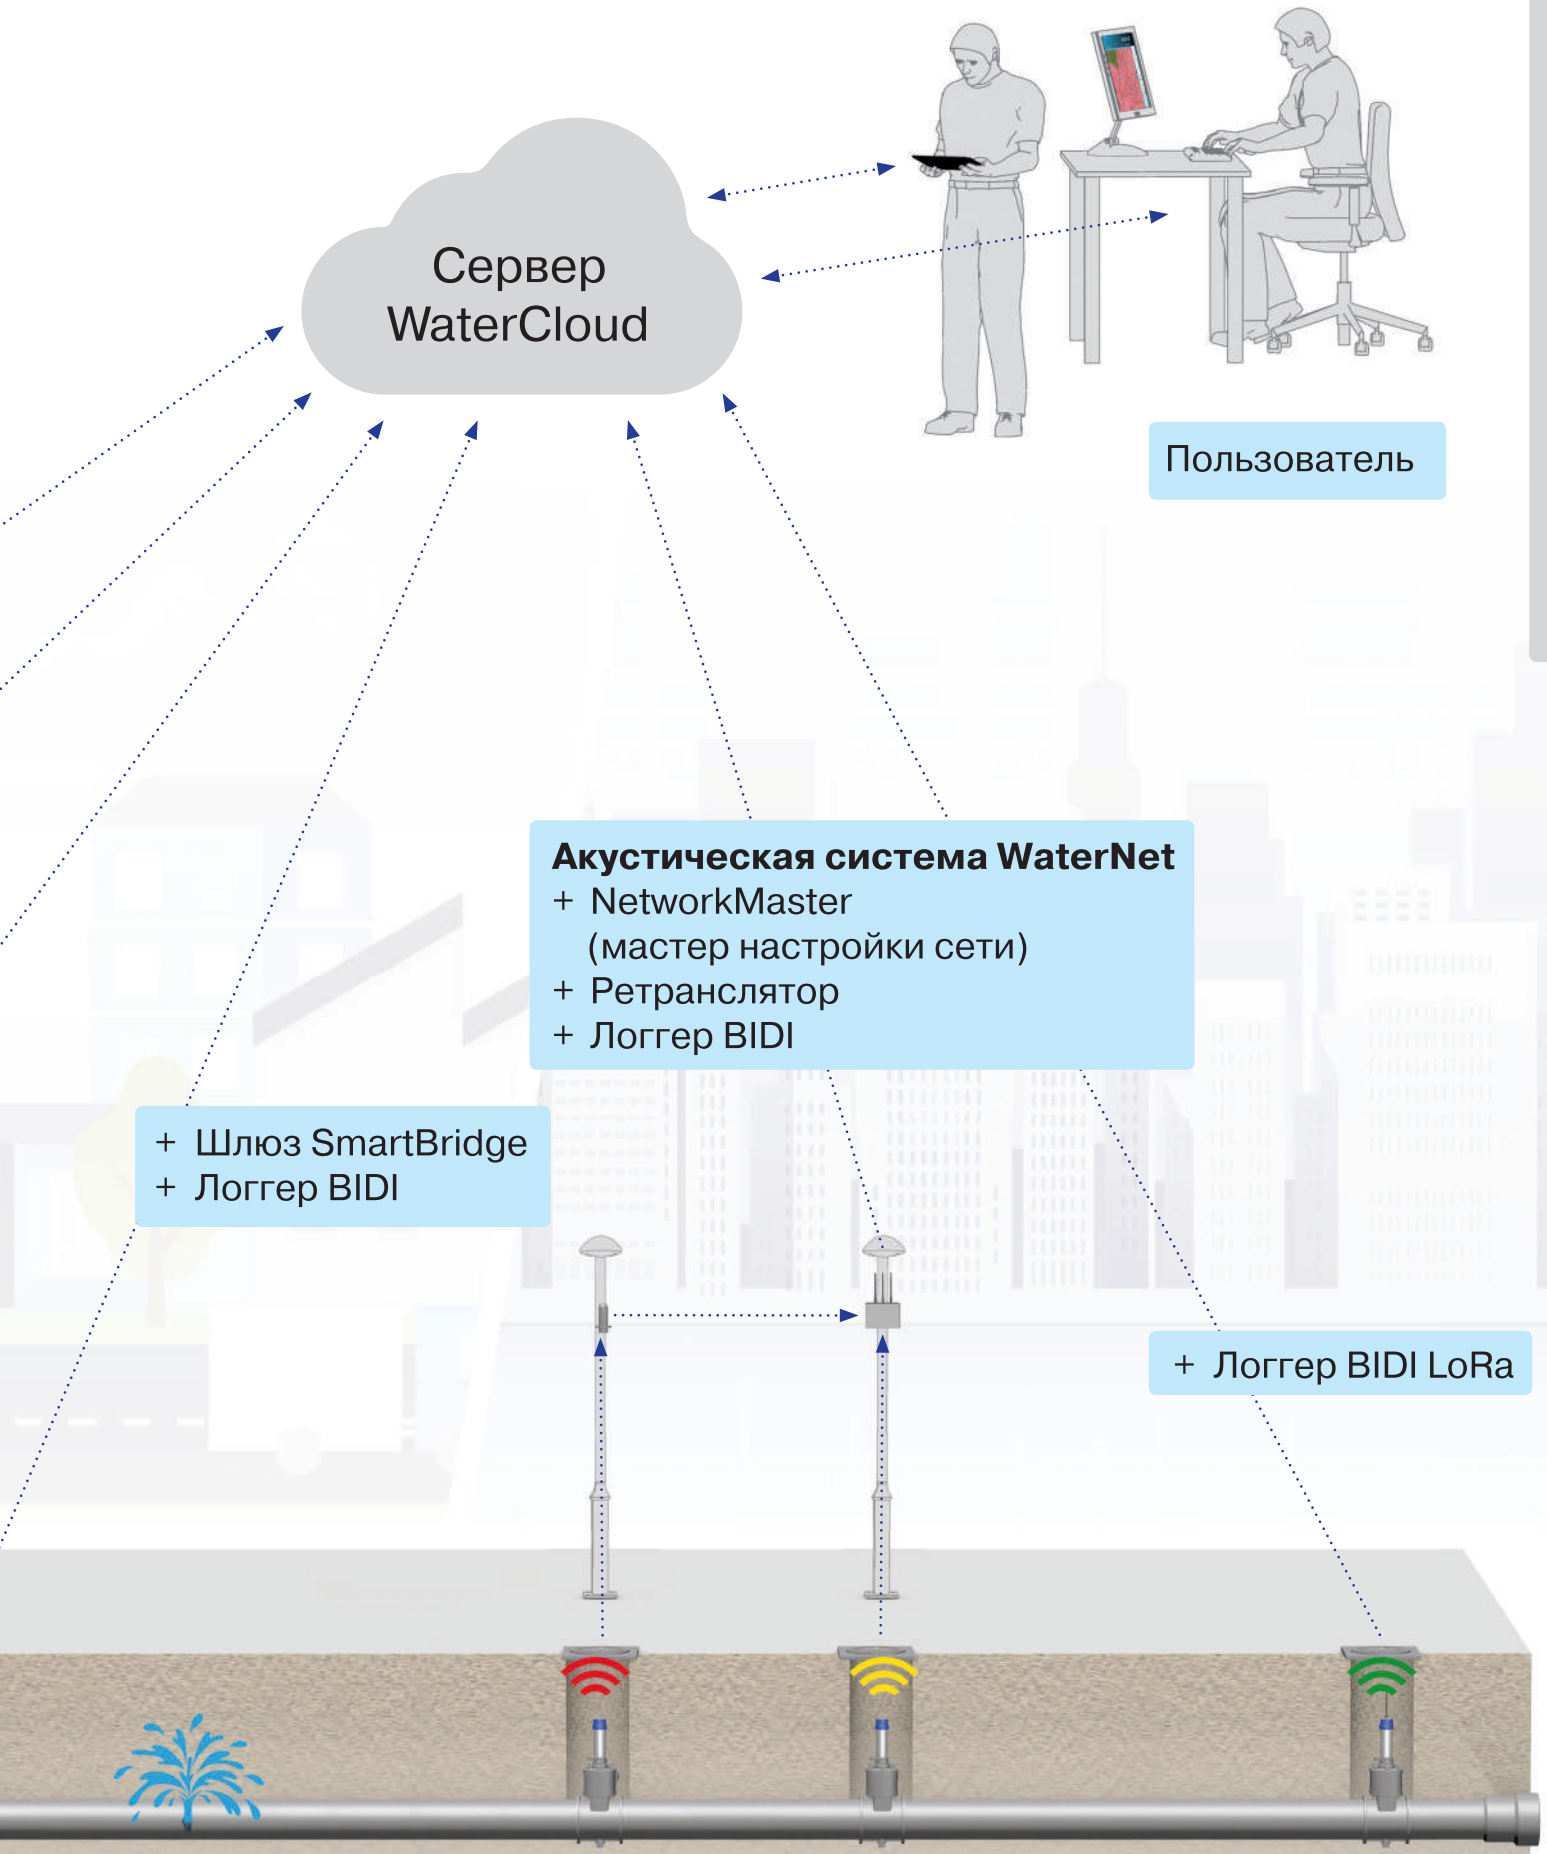 Сервер
WaterCloud
Пользователь
Акустическая система WaterNet
+ NetworkMaster
(мастер настройки сети)
+ Ретранслятор
+ Логгер BIDI
+ Шлюз SmartBridge
+ Логгер BIDI
+ Логгер BIDI LoRa